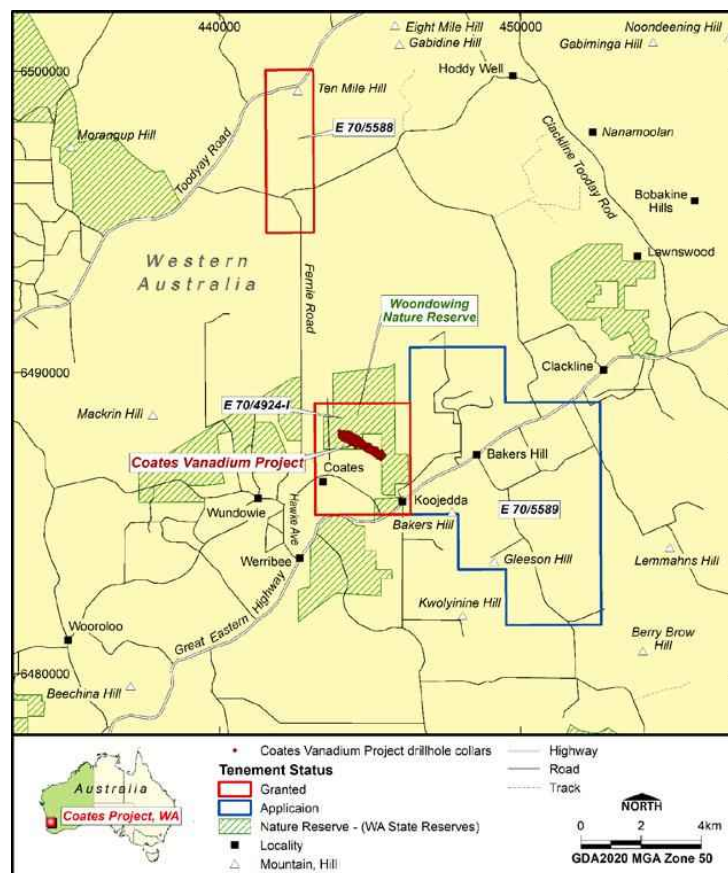 440000
450000
Eight Mile Hill
Noondeening Hill
Gabidine Hill
Gabiminga Hill
6500000
Hoddy Well
Ten Mile Hill
E 70/5588
Nanamoolan
Morangup Hill
Toodyay Road
Clackline Tooday Rod
Bobakine
Hills
Lawnswood
Western
Australia
Fernie Road
Woondowing
Nature Reserve
Clackline
6490000
E 70/4924-I
Mackrin Hill
Coates Vanadium Project
Bakers Hill
Coates
Wundowie
Koojedda
E 70/5589
Hawke Ave
Bakers Hill
Werribee
Gleeson Hill
Lemmahns Hill
Great Eastern Highway
Kwolyinine Hill
Wooroloo
Berry Brow
Hill
6480000
Beechina Hill
Australia
Coates Project, WA
Coates Vanadium Project drillhole collars
Tenement Status
Granted
Applicaion
Nature Reserve - (WA State Reserves)
Locality
Mountain, Hill
Highway
Road
Track
NORTH
0 2 4km
GDA2020 MGA Zone 50